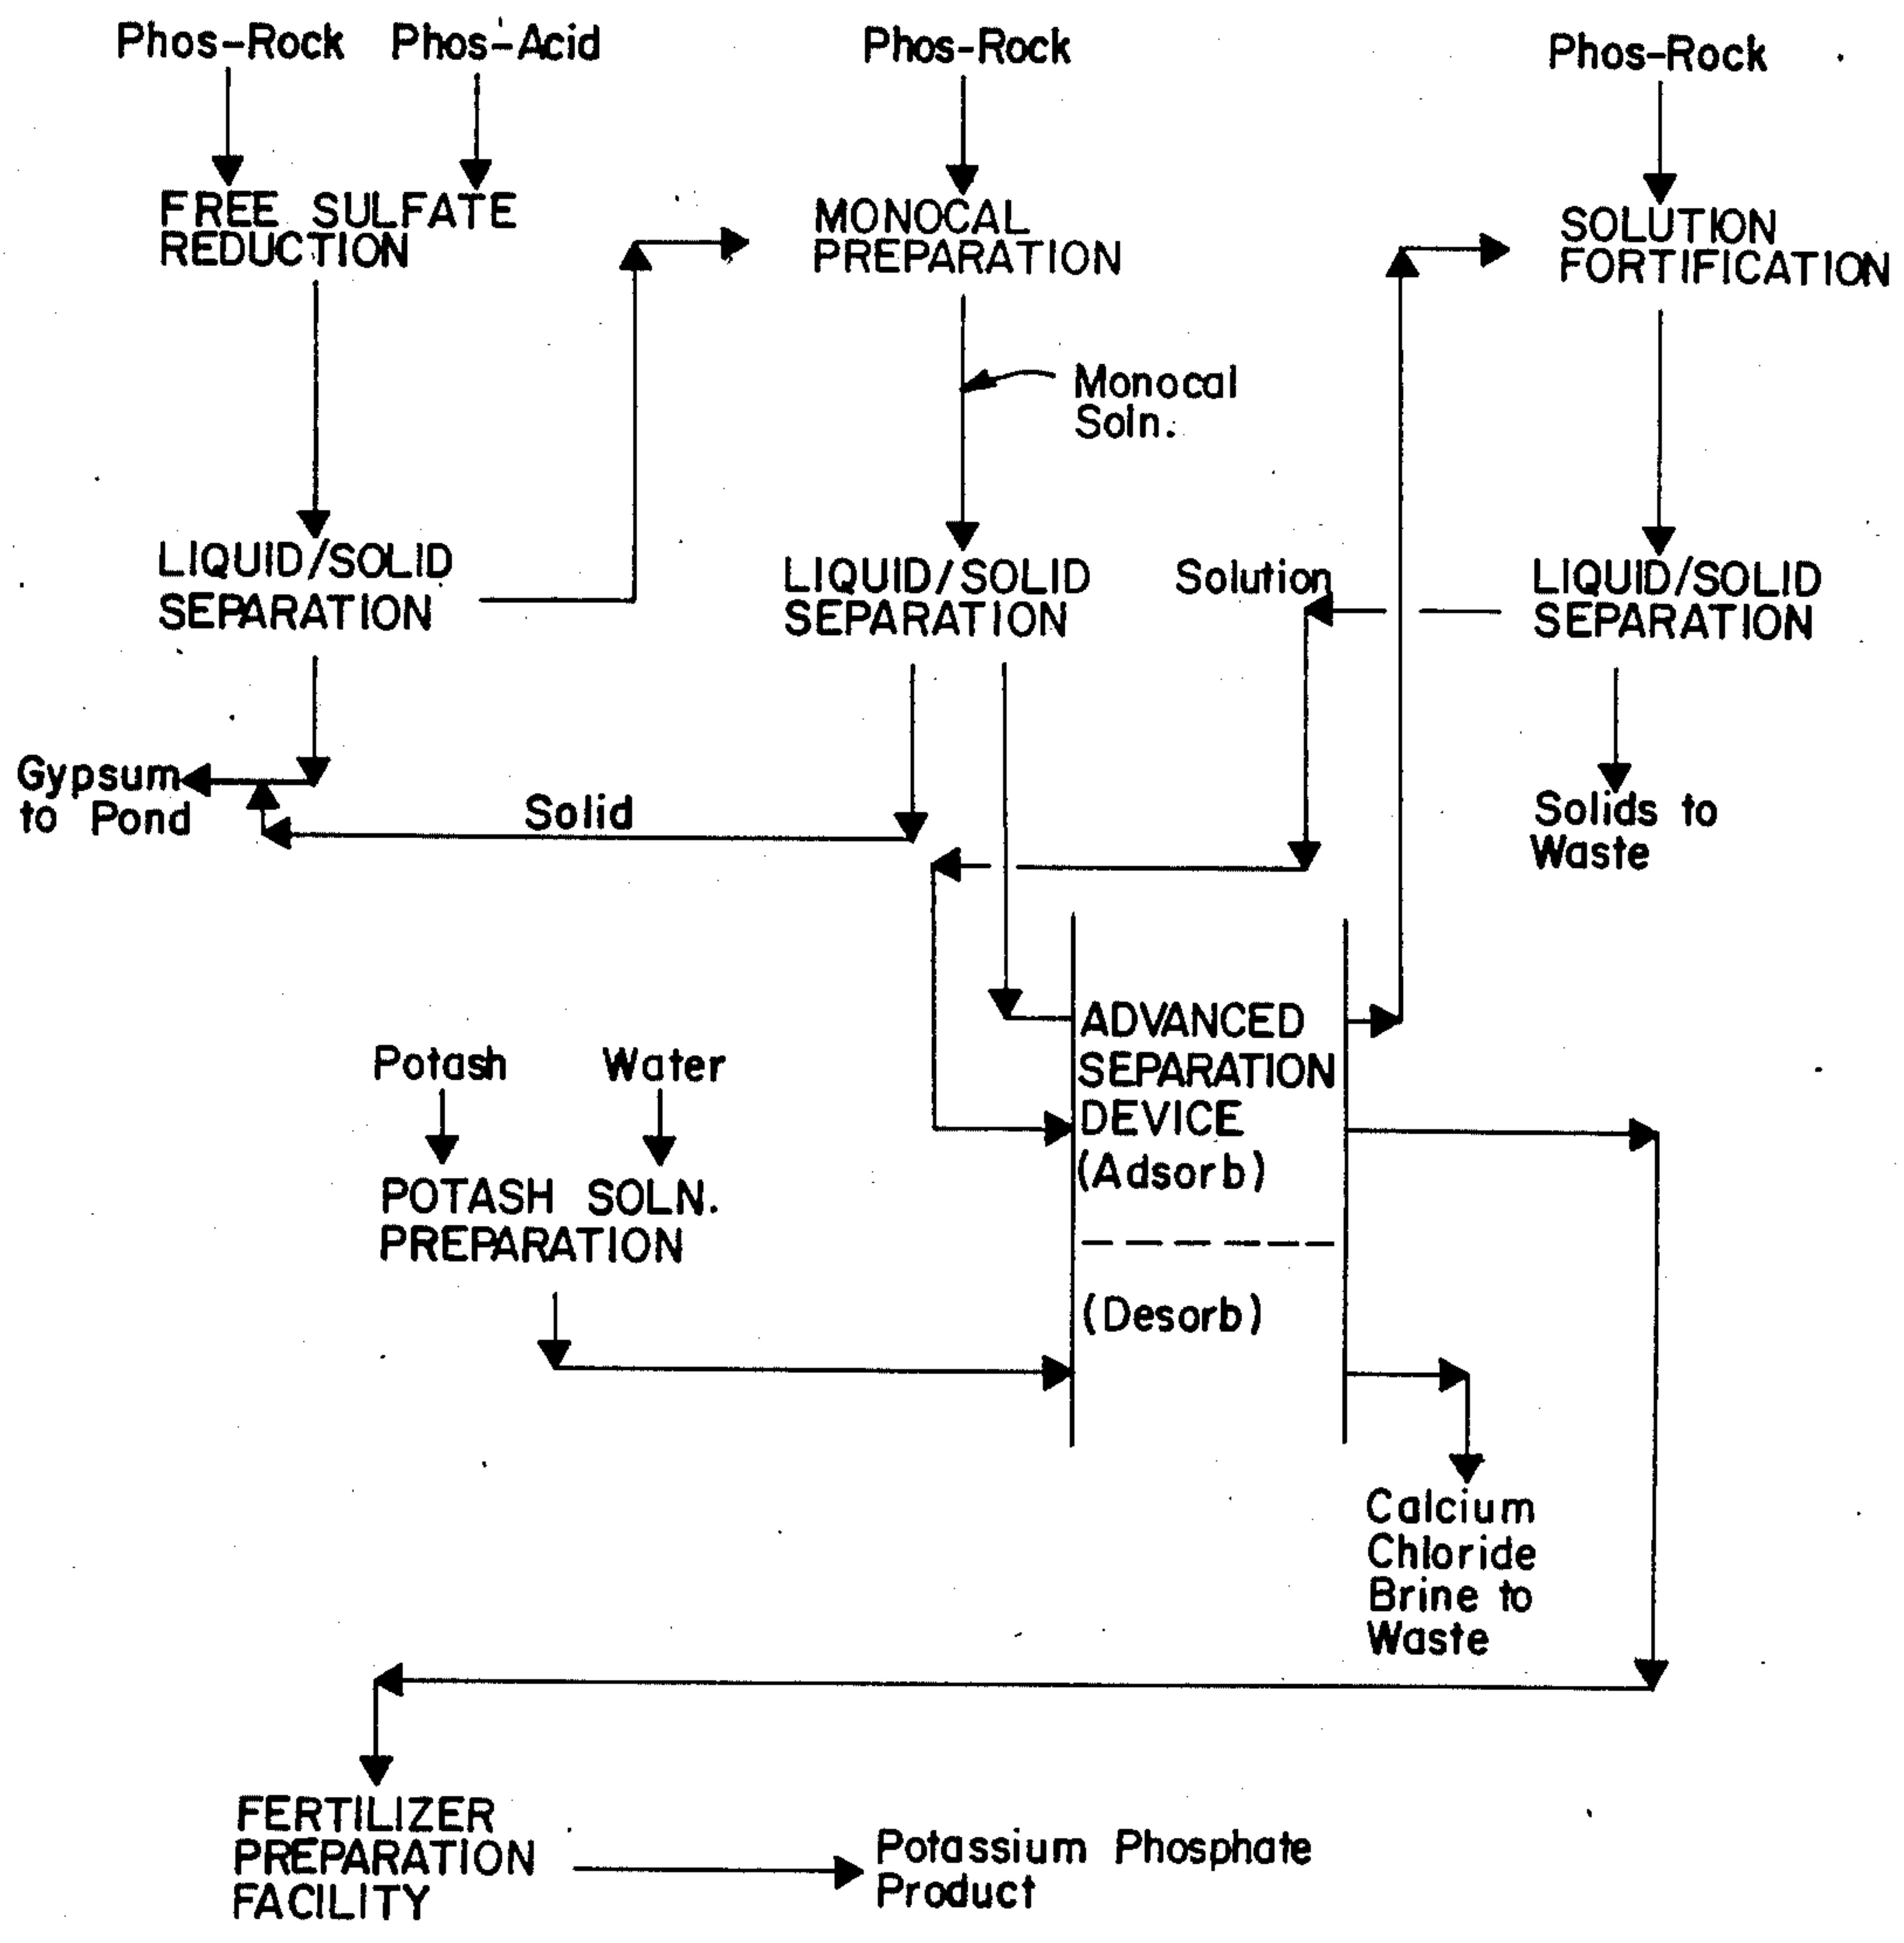 Phos-Rock
Phos-Acid
Phos-Rock
Phos-Rock
FREE SULFATE
REDUCTION
MONOCAL
PREPARATION
SOLUTION
FORTIFICATION
Monocal
Soln.
LIQUID/SOLID
SEPARATION
LIQUID/SOLID
SEPARATION
Solution
LIQUID/SOLID
SEPARATION
Gypsum
to Pond
Solid
Solids to
Waste
ADVANCED
SEPARATION
DEVICE
(Adsorb)
(Desorb)
Potash
Water
POTASH SOLN.
PREPARATION
Calcium
Chloride
Brine to
Waste
FERTILIZER
PREPARATION
FACILITY
Potassium Phosphate
Product